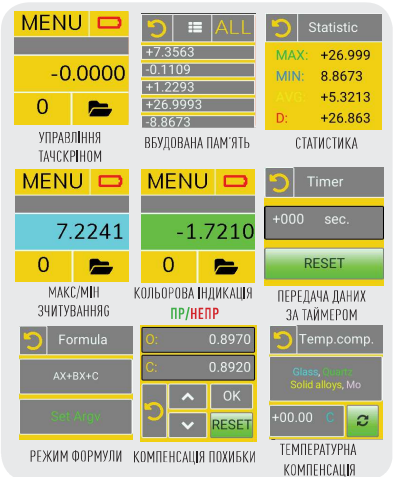 MENU
-0.0000
0
УПРАВЛІННЯ
ТАЧСКРІНОМ
ALL
+7.3563
-0.1109
+1.2293
+26.9993
-8.8673
ВБУДОВАНА ПАМ'ЯТЬ
Statistic
MAX: +26.999
MIN: 8.8673
AVG: +5.3213
D: +26.863
СТАТИСТИКА
MENU
7.2241
0
МАКС/МІН
ЗЧИТУВАННЯG
MENU
-1.7210
0
КОЛЬОРОВА ІНДИКАЦІЯ
ПР/НЕПР
Timer
+000 sec.
RESET
ПЕРЕДАЧА ДАНИХ
ЗА ТАЙМЕРОМ
Formula
AX+BX+C
Set Argv
РЕЖИМ ФОРМУЛИ
O: 0.8970
C: 0.8920
OK
RESET
КОМПЕНСАЦІЯ ПОХИБКИ
Temp.comp.
Glass, Quartz
Solid alloys, Mo
+00.00 C
ТЕМПЕРАТУРНА
КОМПЕНСАЦІЯ